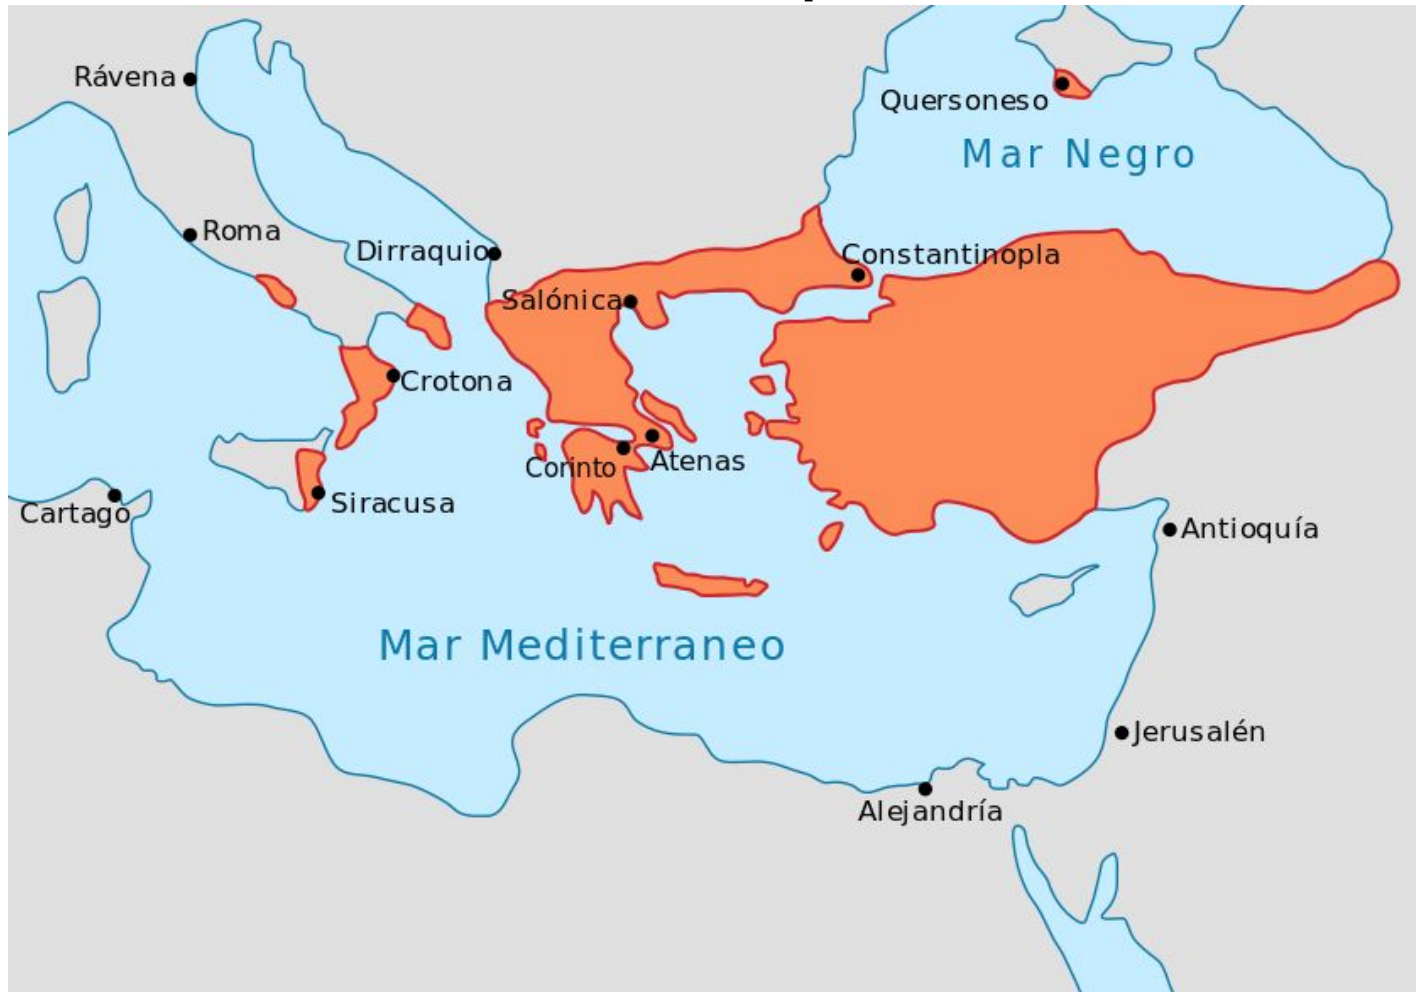 Rávena
Quersoneso
Mar Negro
Roma
Dirraquio
Constantinopla
Salónica
Crotona
Corinto
Atenas
Siracusa
Cartago
Antioquía
Mar Mediterraneo
Jerusalén
Alejandría